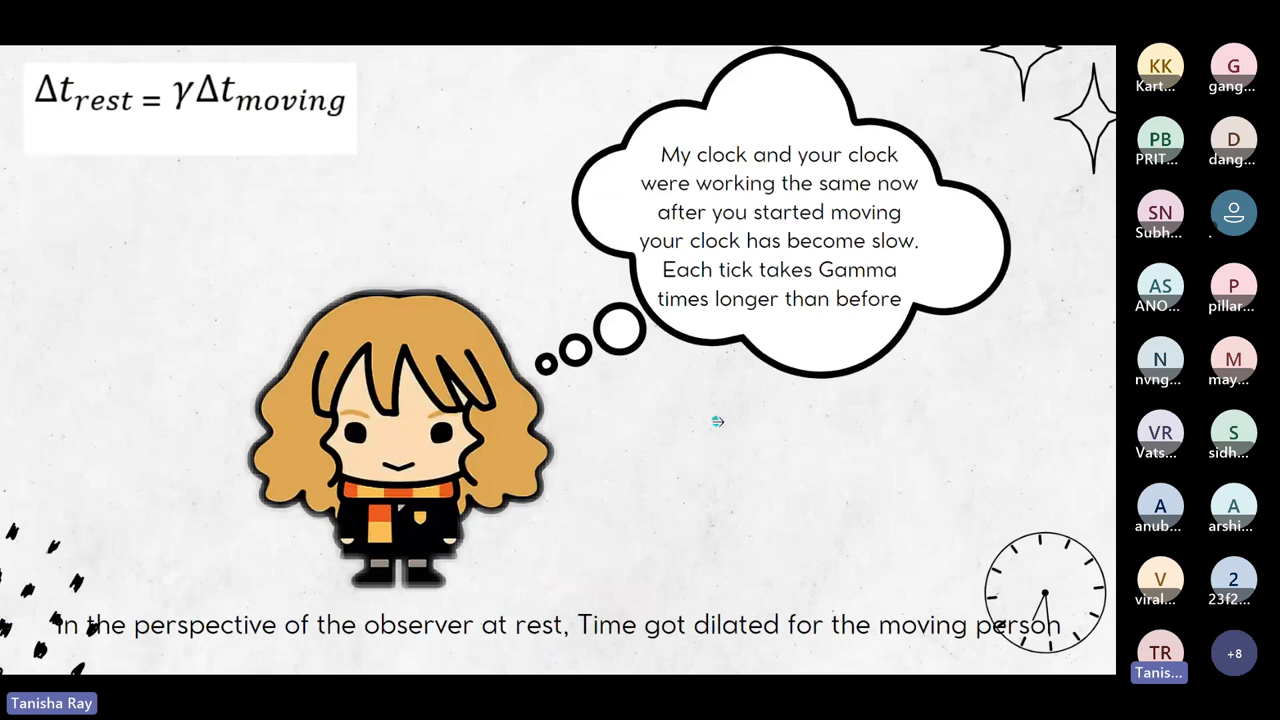 Δt_rest = γΔt_moving
My clock and your clock
were working the same now
after you started moving
your clock has become slow.
Each tick takes Gamma
times longer than before
In the perspective of the observer at rest, Time got dilated for the moving person
KK
Kart...
G
gang...
PB
PRIT...
D
dang...
SN
Subh...
.
AS
ANO...
P
pillar...
N
nvng...
M
may...
VR
Vats...
S
sidh...
A
anub...
A
arshi...
V
viral...
2
23f2...
TR
Tanis...
+8
Tanisha Ray